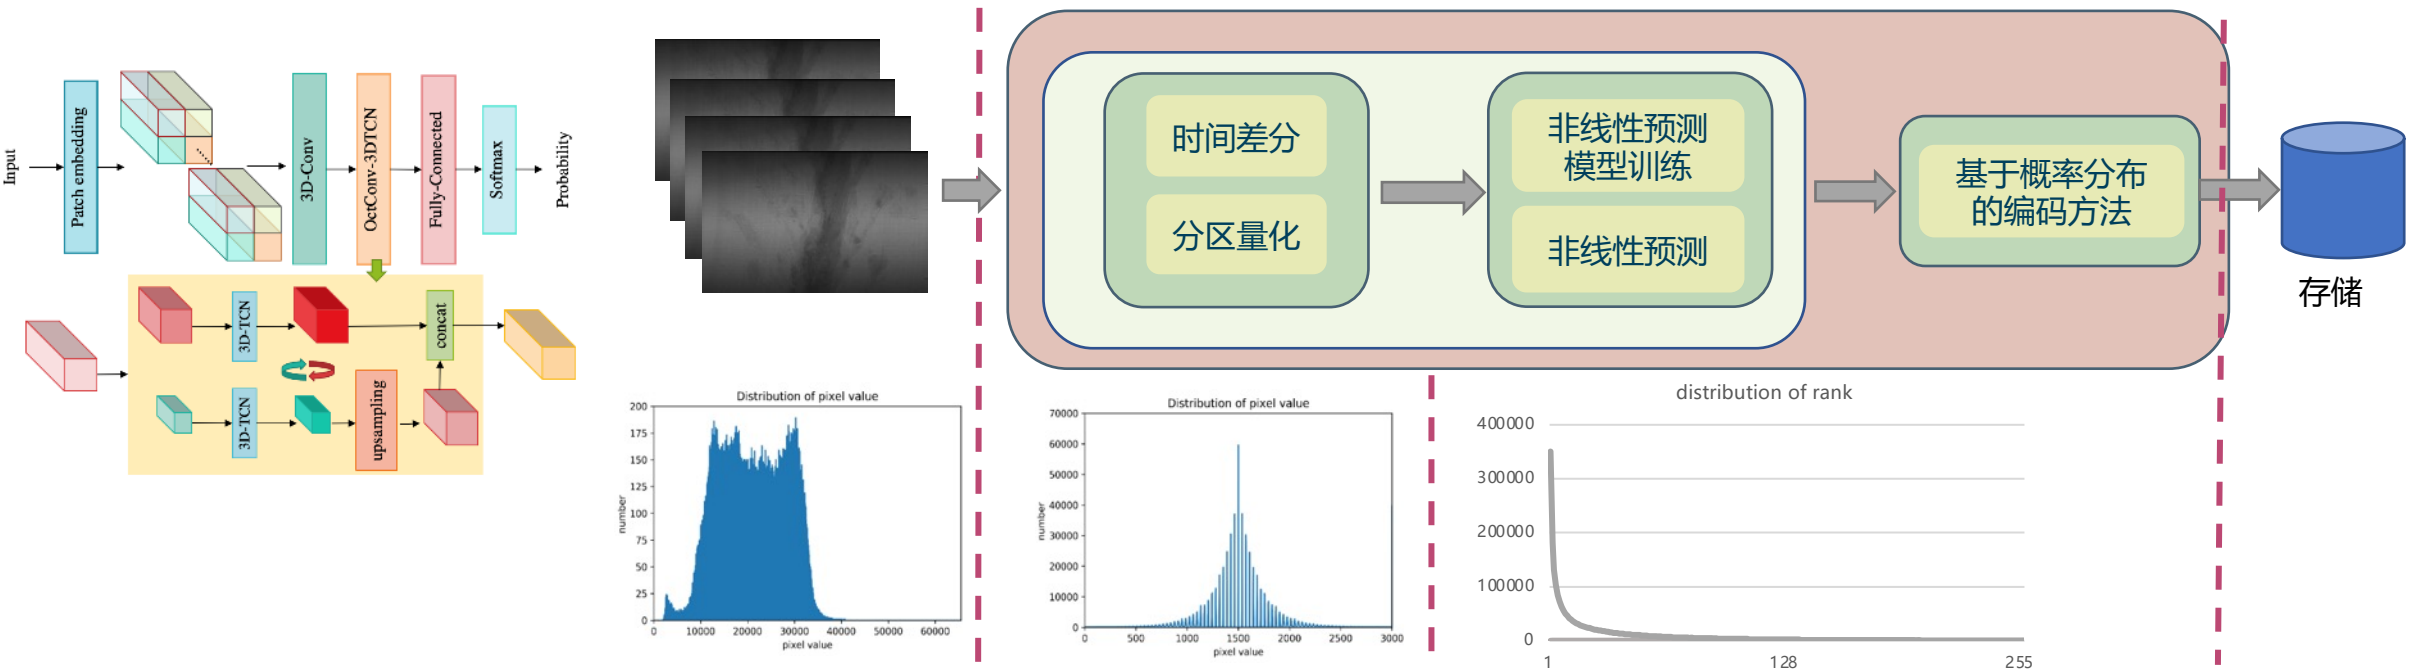 Input
Patch embedding
3D-Conv
OctConv-3DTCN
Fully-Connected
Softmax
Probability
3D-TCN
concat
3D-TCN
upsampling
时间差分
分区量化
非线性预测
模型训练
非线性预测
基于概率分布
的编码方法
存储
Distribution of pixel value
200
175
150
125
100
75
50
25
0
number
0 10000 20000 30000 40000 50000 60000
pixel value
Distribution of pixel value
70000
60000
50000
40000
30000
20000
10000
0
number
0 500 1000 1500 2000 2500 3000
pixel value
distribution of rank
400000
300000
200000
100000
0
1 128 255